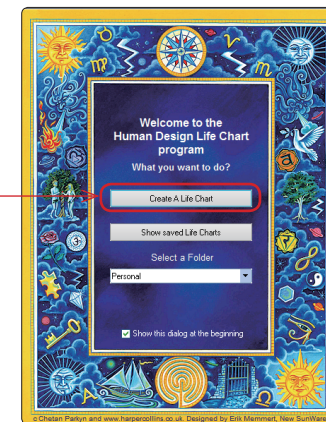 Welcome to the
Human Design Life Chart
program
What you want to do?
Create A Life Chart
Show saved Life Charts
Select a Folder
Personal
Show this dialog at the beginning
© Chetan Parkyn and www.harpercollins.co.uk. Designed by Erik Memmert, New SunWare